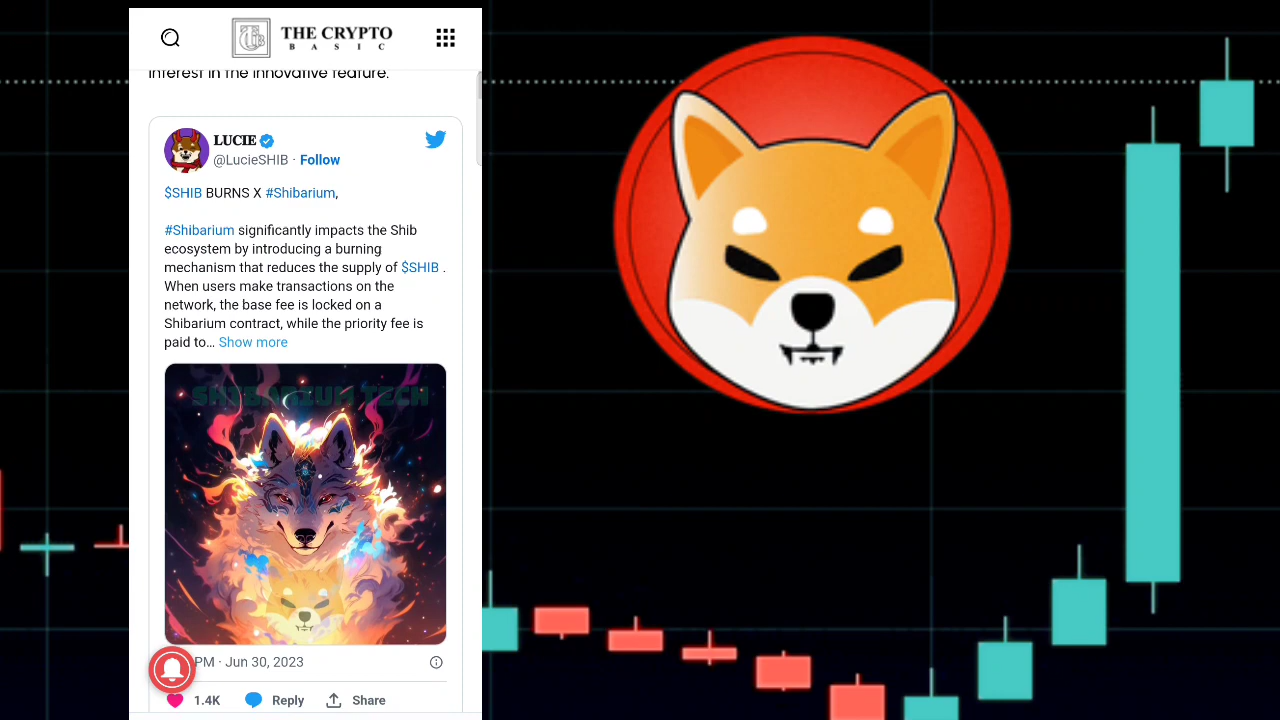 THE CRYPTO
BASIC
interest in the innovative feature.
LUCIE
@LucieSHIB · Follow
$SHIB BURNS X #Shibarium,
#Shibarium significantly impacts the Shib
ecosystem by introducing a burning
mechanism that reduces the supply of $SHIB .
When users make transactions on the
network, the base fee is locked on a
Shibarium contract, while the priority fee is
paid to… Show more
SHIBARIUM TECH
PM · Jun 30, 2023
1.4K Reply Share